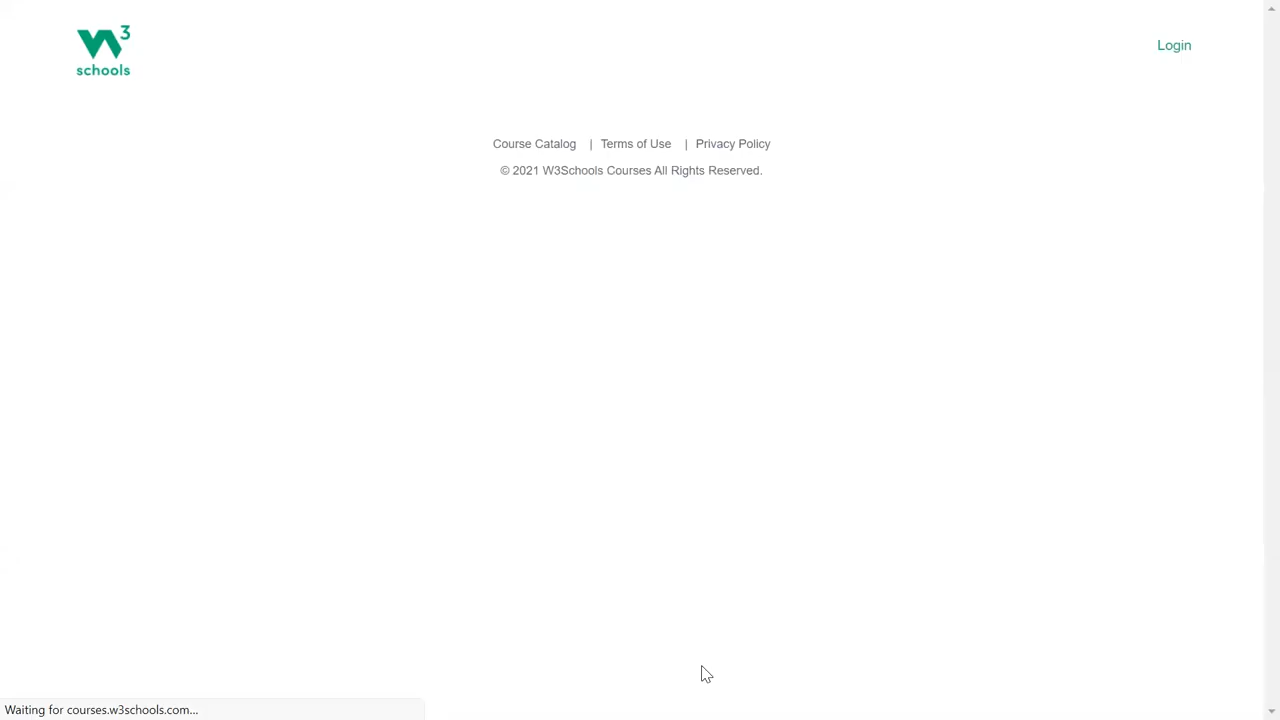 W3
schools
Login
Course Catalog | Terms of Use | Privacy Policy
© 2021 W3Schools Courses All Rights Reserved.
Waiting for courses.w3schools.com...